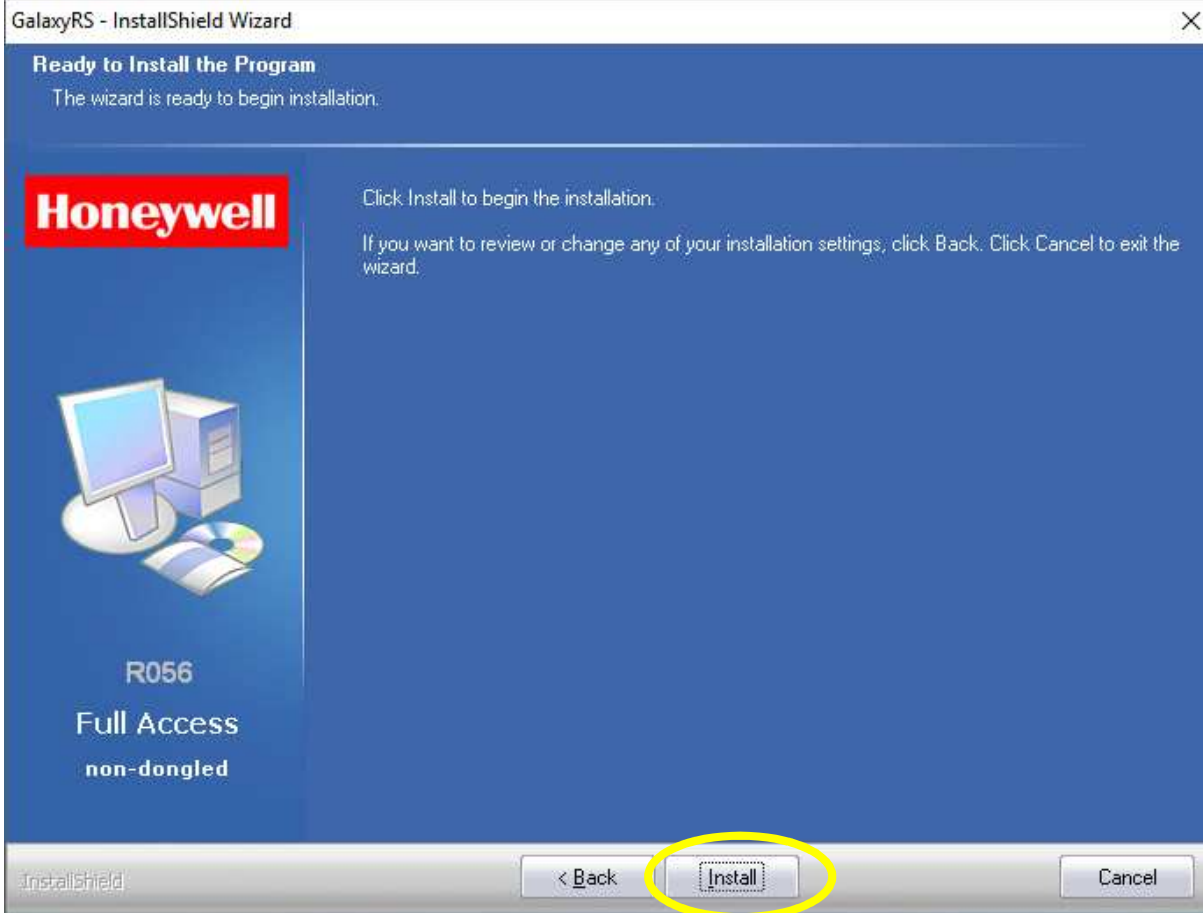 GalaxyRS - InstallShield Wizard
Ready to Install the Program
The wizard is ready to begin installation.
Honeywell
Click Install to begin the installation.
If you want to review or change any of your installation settings, click Back. Click Cancel to exit the
wizard.
R056
Full Access
non-dongled
InstallShield
< Back
Install
Cancel